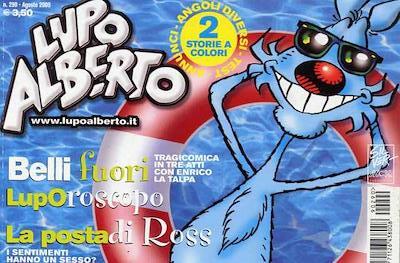 n. 290 - Agosto 2009
€ 3,50
LUPO
ALBERTO
www.lupoalberto.it
ANNUNCI - ANGOLI DIVERSI - TEST
2
STORIE A
COLORI
Belli fuori
TRAGICOMICA
IN TRE ATTI
CON ENRICO
LA TALPA
LupOroscopo
La posta di Ross
I SENTIMENTI
HANNO UN SESSO?